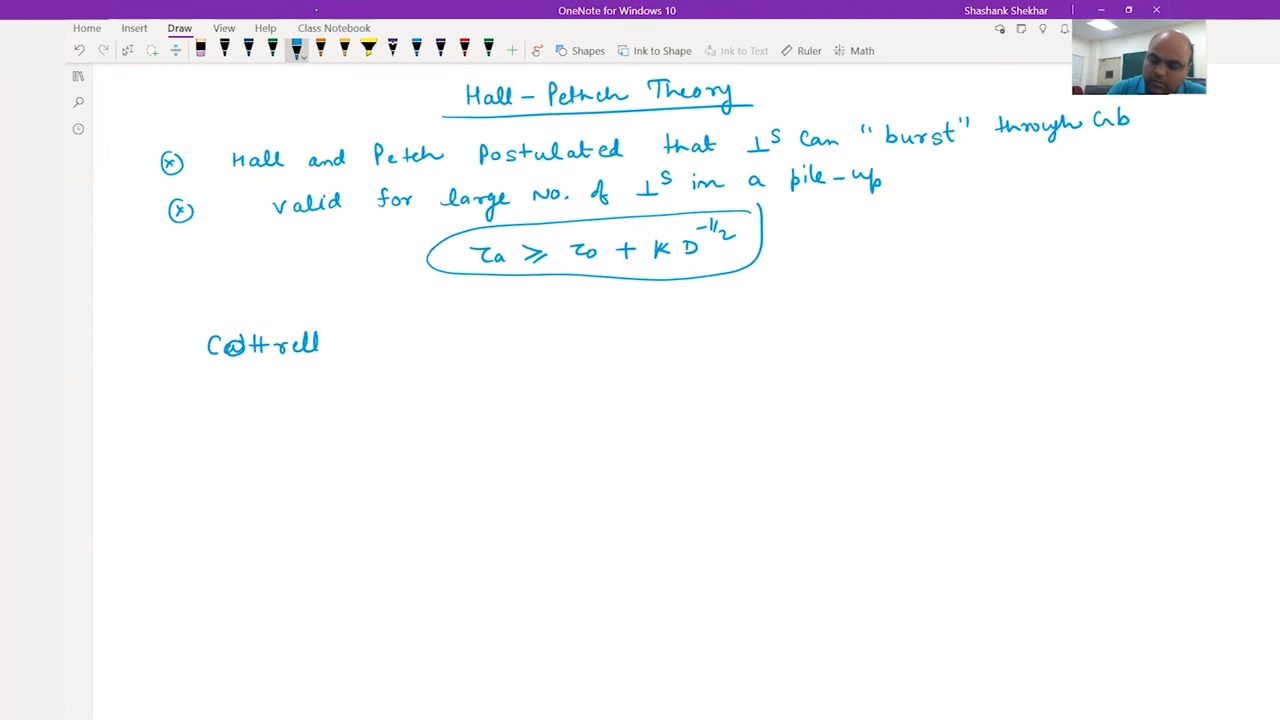 OneNote for Windows 10
Shashank Shekhar
Home Insert Draw View Help Class Notebook
Shapes Ink to Shape Ink to Text Ruler Math
Hall - Petch Theory
Hall and Petch Postulated that ⊥s can "burst" through Gb
valid for large No. of ⊥s in a pile-up
τa ≥ τo + K D^-1/2
Cottrell